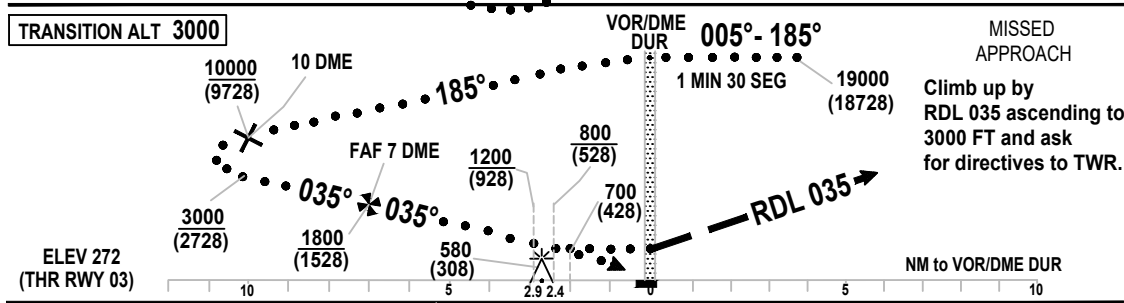 TRANSITION ALT 3000
VOR/DME
DUR
005°- 185°
1 MIN 30 SEG
19000
(18728)
MISSED
APPROACH
Climb up by
RDL 035 ascending to
3000 FT and ask
for directives to TWR.
10000
(9728)
10 DME
185°
FAF 7 DME
1200
(928)
800
(528)
700
(428)
035°
035°
RDL 035
3000
(2728)
1800
(1528)
580
(308)
ELEV 272
(THR RWY 03)
NM to VOR/DME DUR
10
5
2.9
2.4
0
5
10